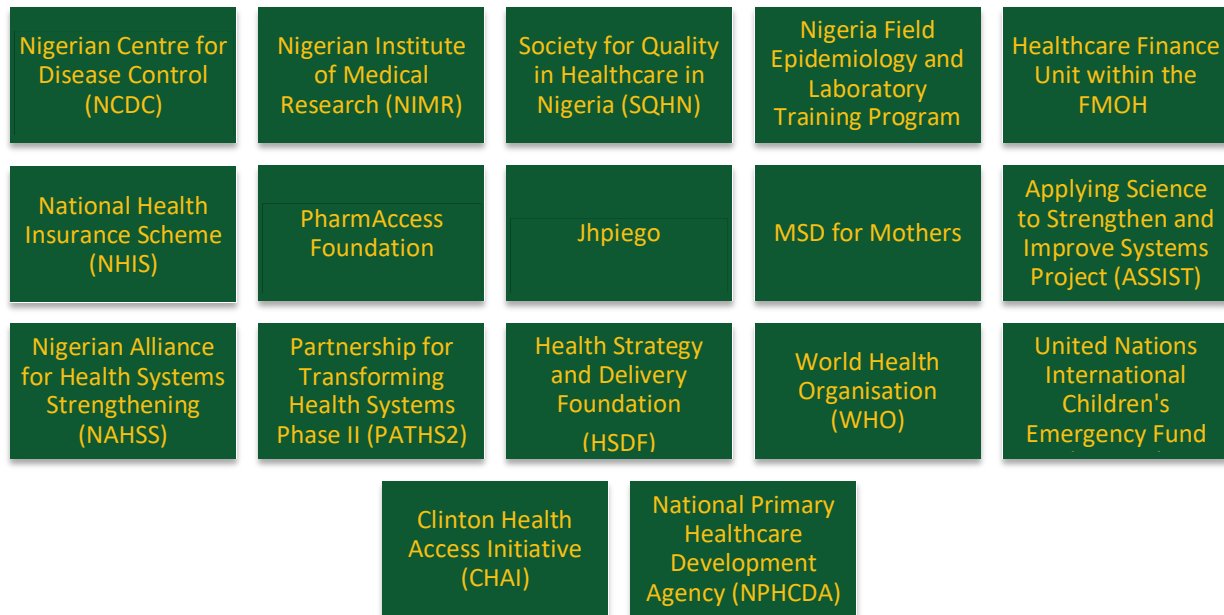 Nigerian Centre for
Disease Control
(NCDC)
Nigerian Institute
of Medical
Research (NIMR)
Society for Quality
in Healthcare in
Nigeria (SQHN)
Nigeria Field
Epidemiology and
Laboratory
Training Program
Healthcare Finance
Unit within the
FMOH
National Health
Insurance Scheme
(NHIS)
PharmAccess
Foundation
Jhpiego
MSD for Mothers
Applying Science
to Strengthen and
Improve Systems
Project (ASSIST)
Nigerian Alliance
for Health Systems
Strengthening
(NAHSS)
Partnership for
Transforming
Health Systems
Phase II (PATHS2)
Health Strategy
and Delivery
Foundation
(HSDF)
World Health
Organisation
(WHO)
United Nations
International
Children's
Emergency Fund
Clinton Health
Access Initiative
(CHAI)
National Primary
Healthcare
Development
Agency (NPHCDA)